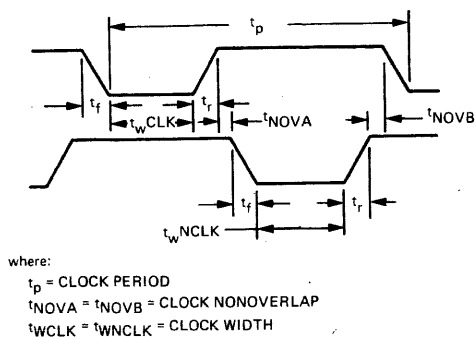 tp
tf
tr
twCLK
tNOVA
tNOVB
tf
tr
twNCLK
where:
tp = CLOCK PERIOD
tNOVA = tNOVB = CLOCK NONOVERLAP
tWCLK = tWNCLK = CLOCK WIDTH